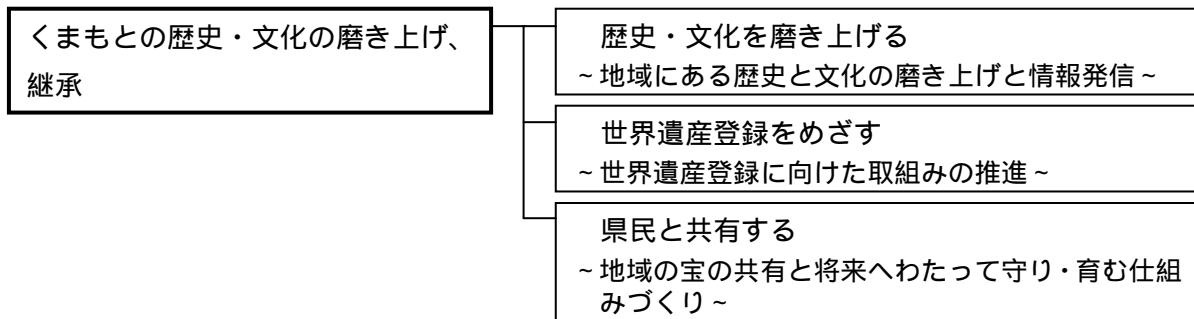 くまもとの歴史・文化の磨き上げ、
継承
歴史・文化を磨き上げる
~地域にある歴史と文化の磨き上げと情報発信~
世界遺産登録をめざす
~世界遺産登録に向けた取組みの推進~
県民と共有する
~地域の宝の共有と将来へわたって守り・育む仕組
みづくり~